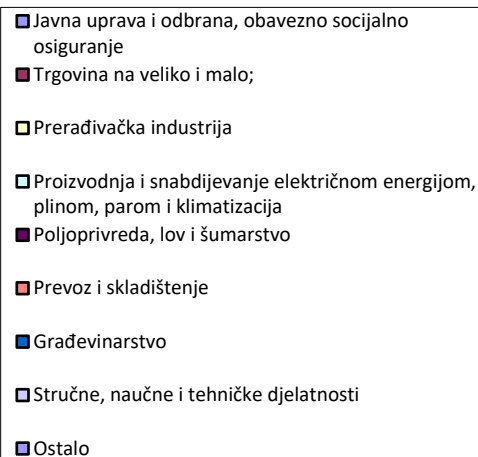 Javna uprava i odbrana, obavezno socijalno
osiguranje
Trgovina na veliko i malo;
Prerađivačka industrija
Proizvodnja i snabdijevanje električnom energijom,
plinom, parom i klimatizacija
Poljoprivreda, lov i šumarstvo
Prevoz i skladištenje
Građevinarstvo
Stručne, naučne i tehničke djelatnosti
Ostalo